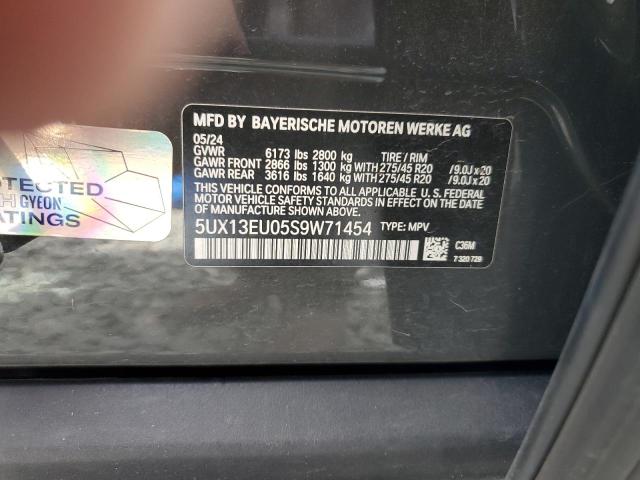 MFD BY BAYERISCHE MOTOREN WERKE AG
05/24
GVWR 6173 lbs 2800 kg TIRE / RIM
GAWR FRONT 2866 lbs 1300 kg WITH 275/45 R20 /9.0J x 20
GAWR REAR 3616 lbs 1640 kg WITH 275/45 R20 /9.0J x 20
THIS VEHICLE CONFORMS TO ALL APPLICABLE U. S. FEDERAL
MOTOR VEHICLE SAFETY STANDARDS IN EFFECT ON THE
DATE OF MANUFACTURE SHOWN ABOVE.
5UX13EU05S9W71454 TYPE: MPV
C36M
7 320 729
OTECTED
GYEON
ATINGS